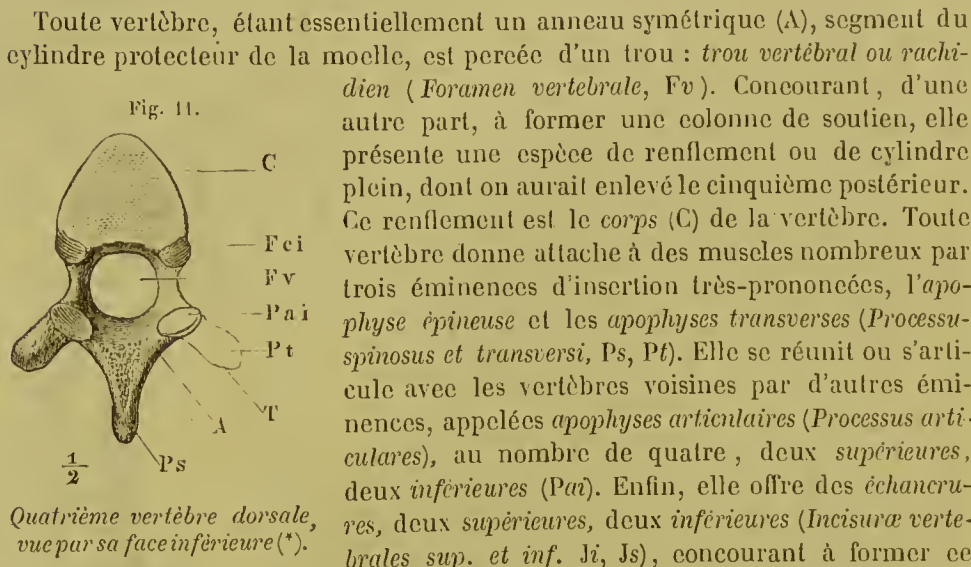 Toute vertèbre, étant essentiellement un anneau symétrique (A), segment du
cylindre protecteur de la moelle, est percée d'un trou : trou vertébral ou rachi-
dien (Foramen vertebrale, Fv). Concourant, d'une
autre part, à former une colonne de soutien, elle
présente une espèce de renflement ou de cylindre
plein, dont on aurait enlevé le cinquième postérieur.
Ce renflement est le corps (C) de la vertèbre. Toute
vertèbre donne attache à des muscles nombreux par
trois éminences d'insertion très-prononcées, l'apo-
physe épineuse et les apophyses transverses (Processu-
spinosus et transversi, Ps, Pt). Elle se réunit ou s'arti-
cule avec les vertèbres voisines par d'autres émi-
nences, appelées apophyses articulaires (Processus arti-
culares), au nombre de quatre, deux supérieures,
deux inférieures (Pai). Enfin, elle offre des échancru-
res, deux supérieures, deux inférieures (Incisuræ verte-
brales sup. et inf. Ji, Js), concourant à former ce
Fig. 11.
C
Fci
Fv
Pai
Pt
T
A
Ps
1/2
Quatrième vertèbre dorsale,
vue par sa face inférieure (*).